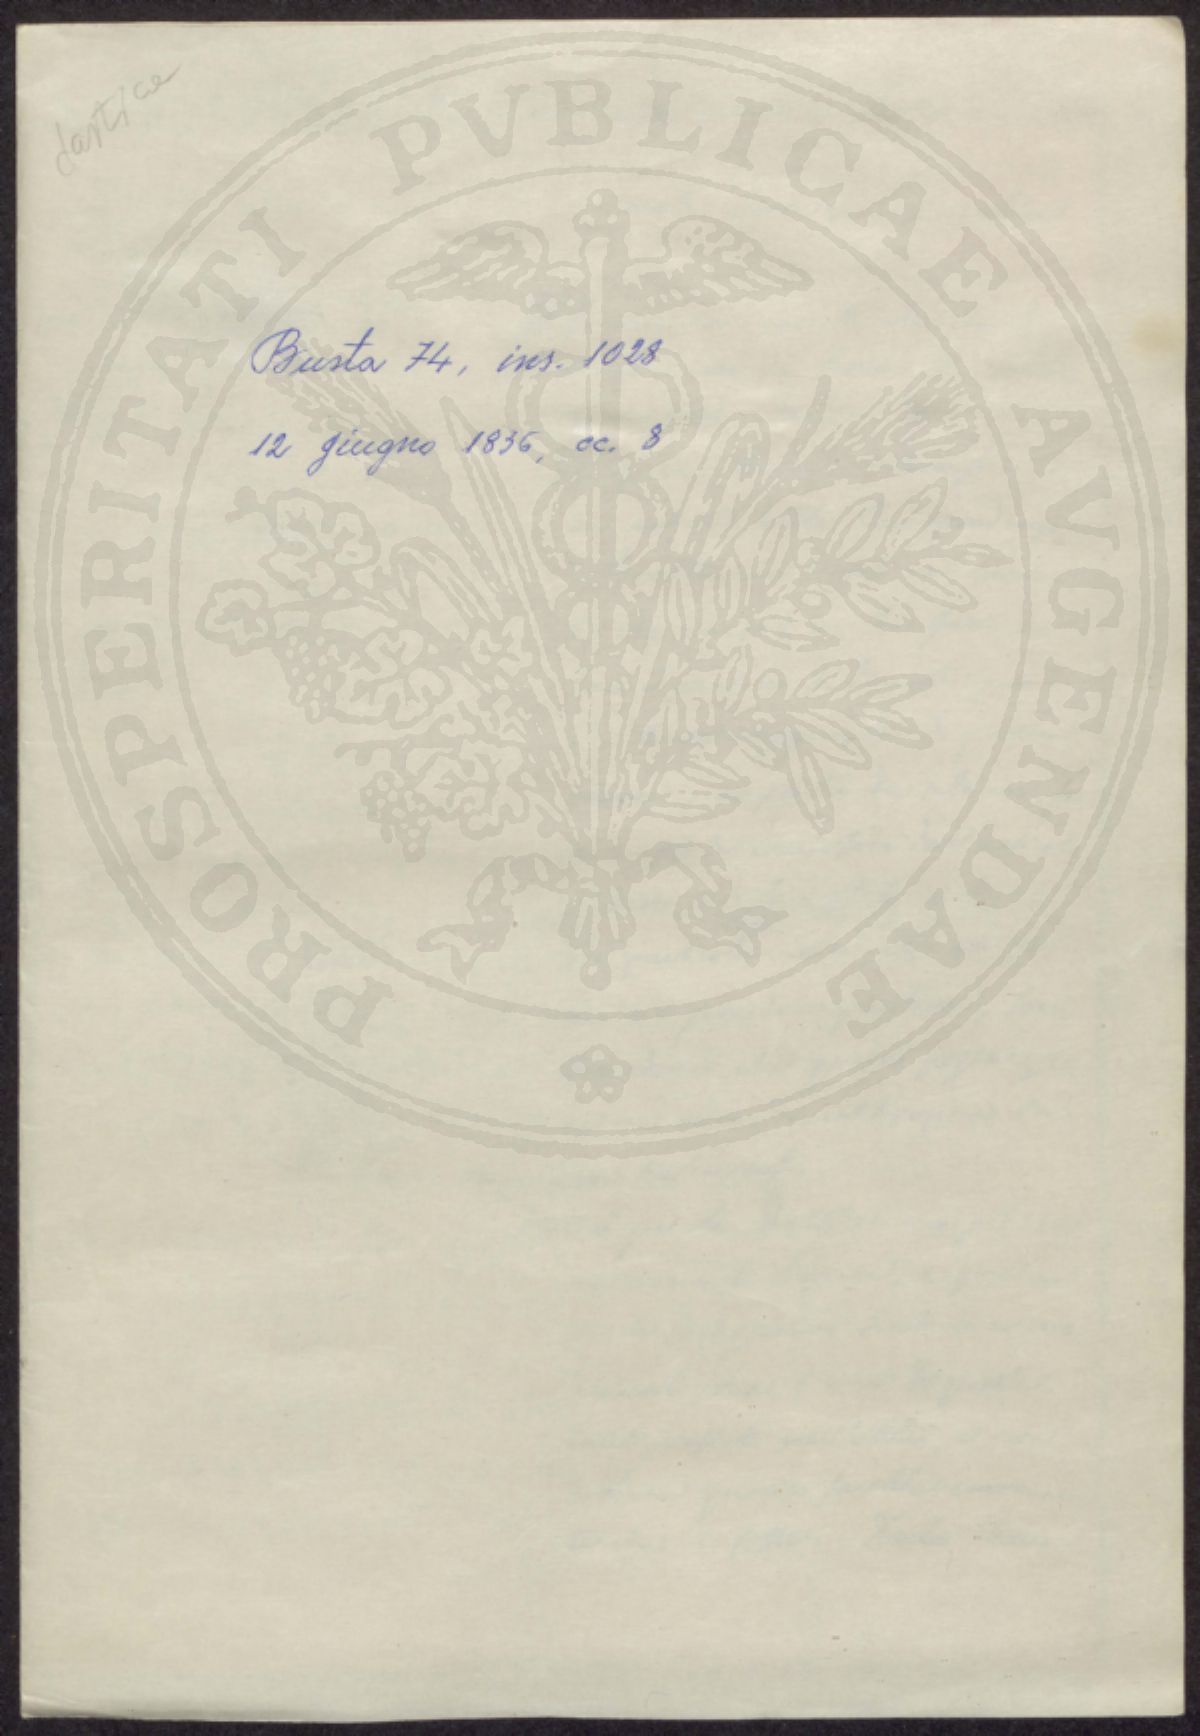 Busta 74, ins. 1028
12 giugno 1836, cc. 8
PROSPERITATI PVBLICAE AVGENDAE